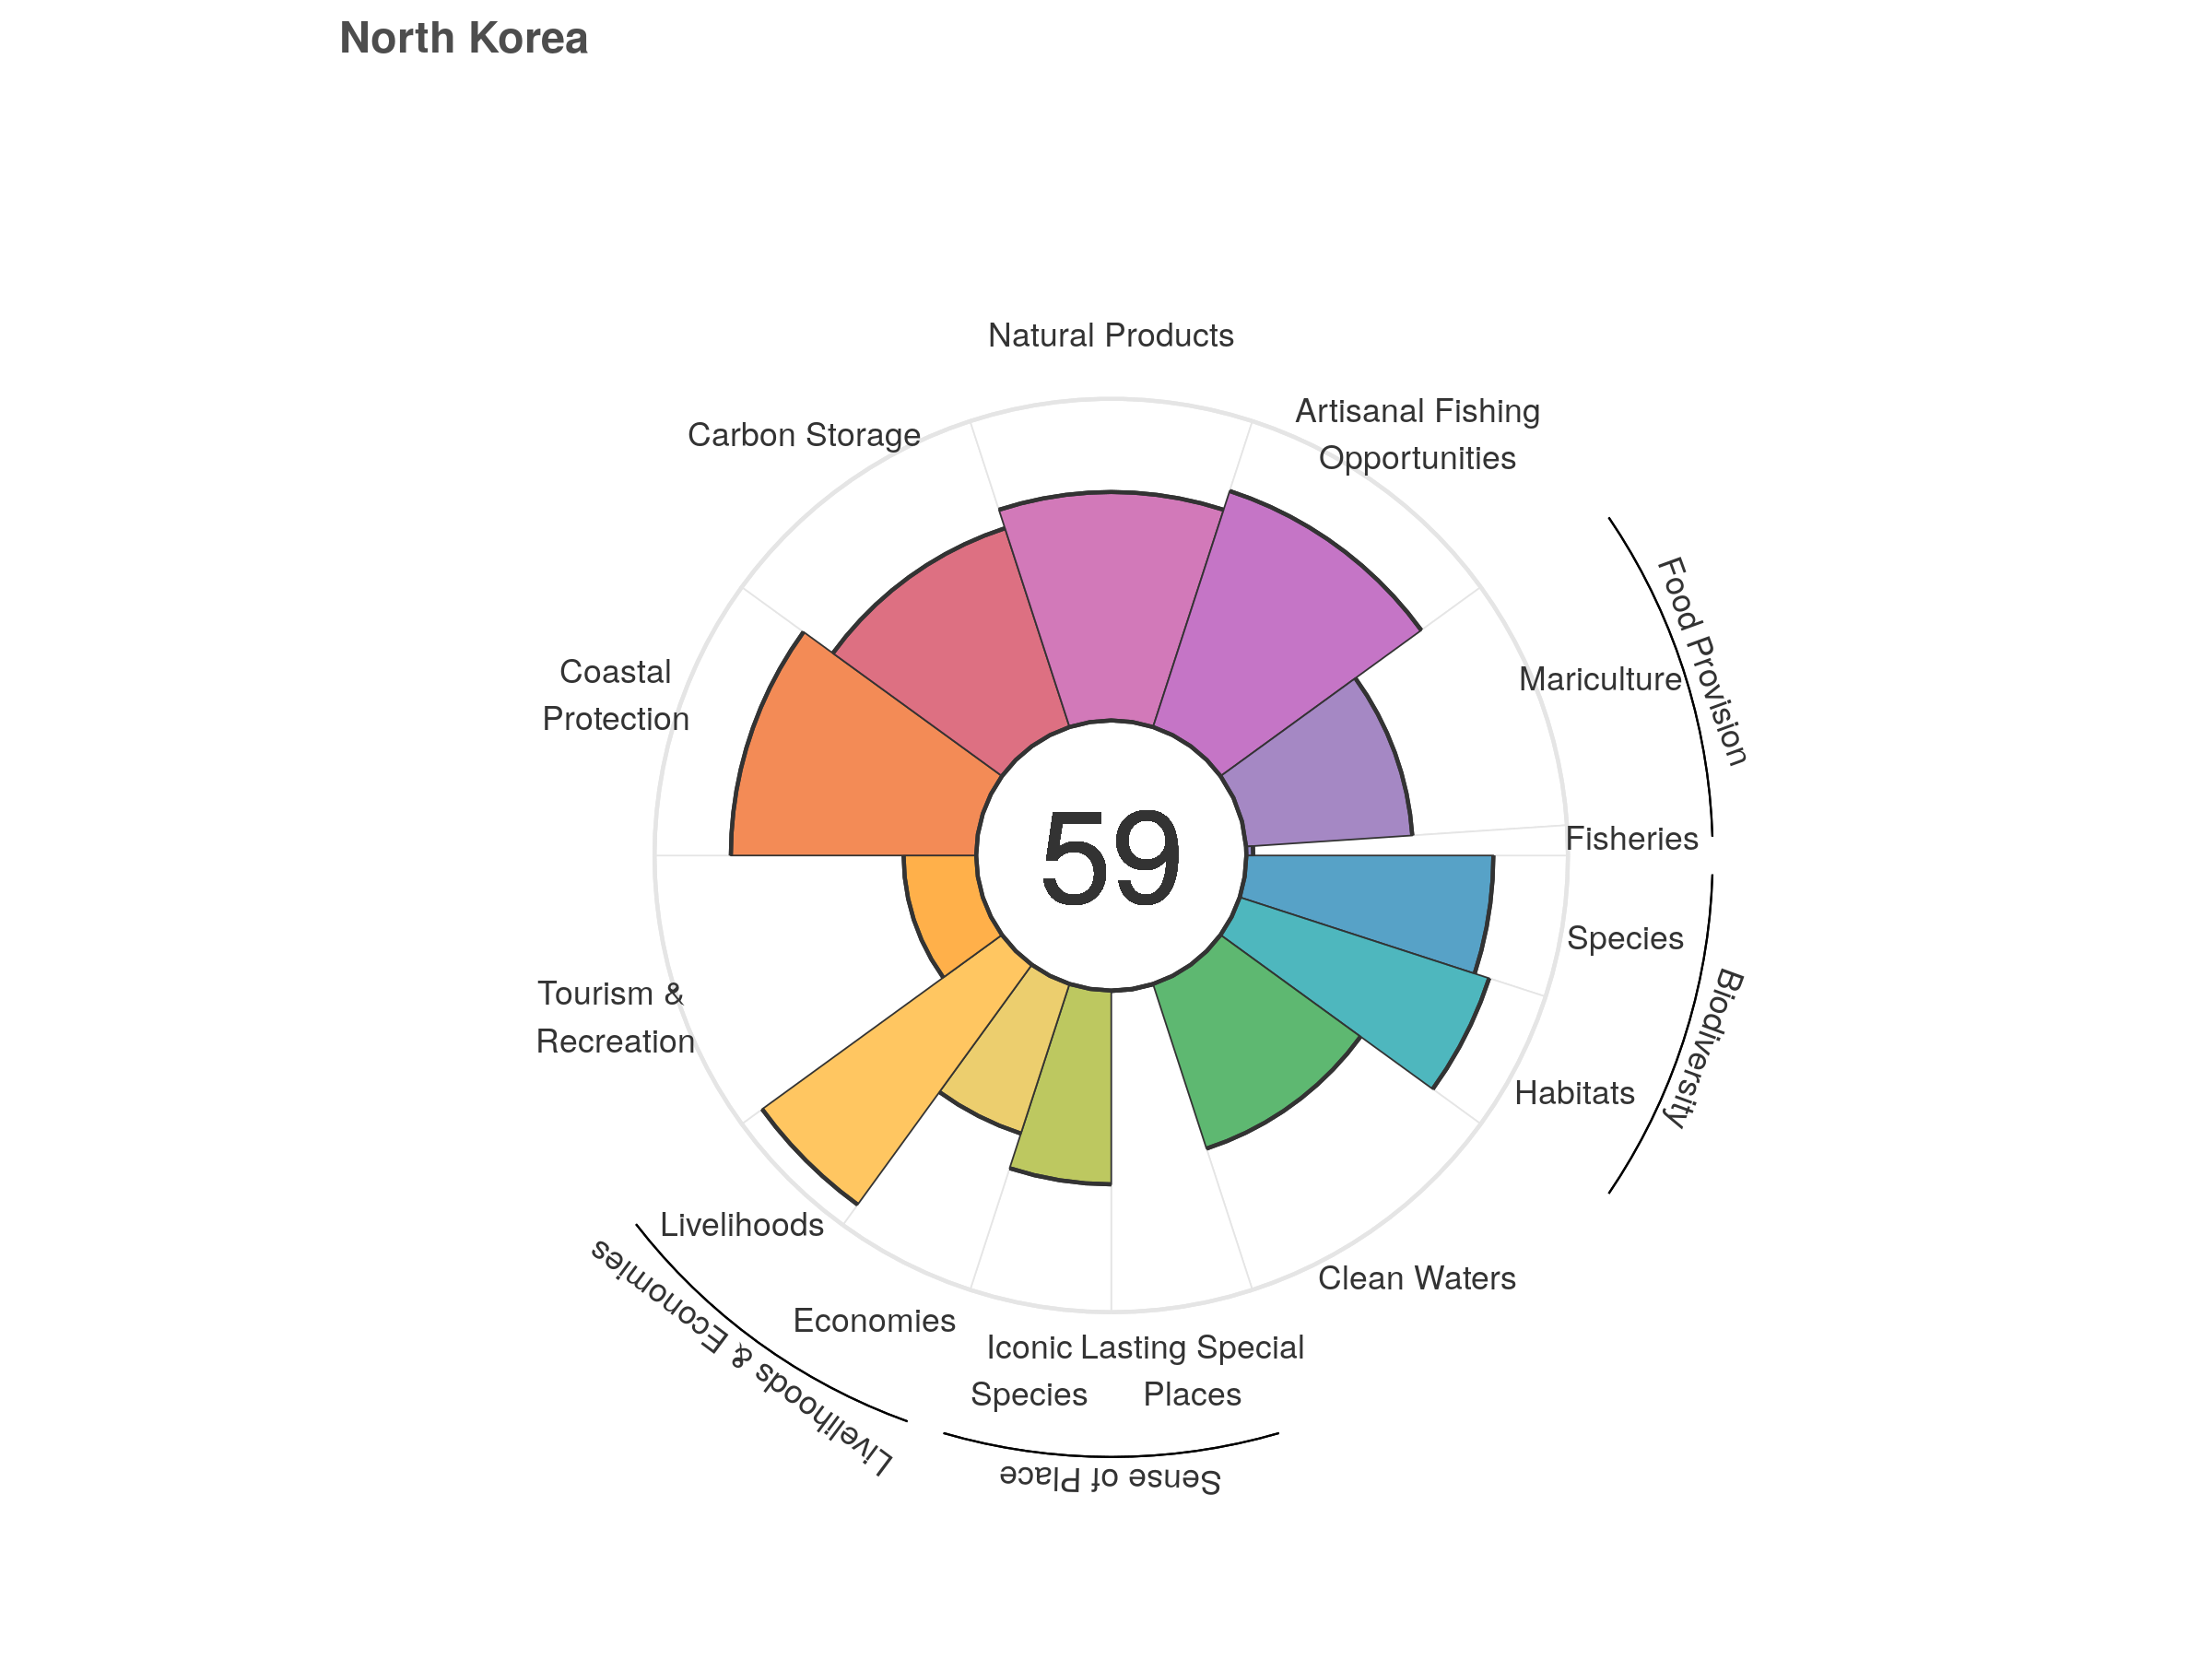 North Korea
Natural Products
Artisanal Fishing
Opportunities
Carbon Storage
Food Provision
Coastal
Protection
Mariculture
59
Fisheries
Species
Biodiversity
Tourism &
Recreation
Habitats
Livelihoods
Clean Waters
Livelihoods & Economies
Economies
Iconic
Species
Lasting Special
Places
Sense of Place